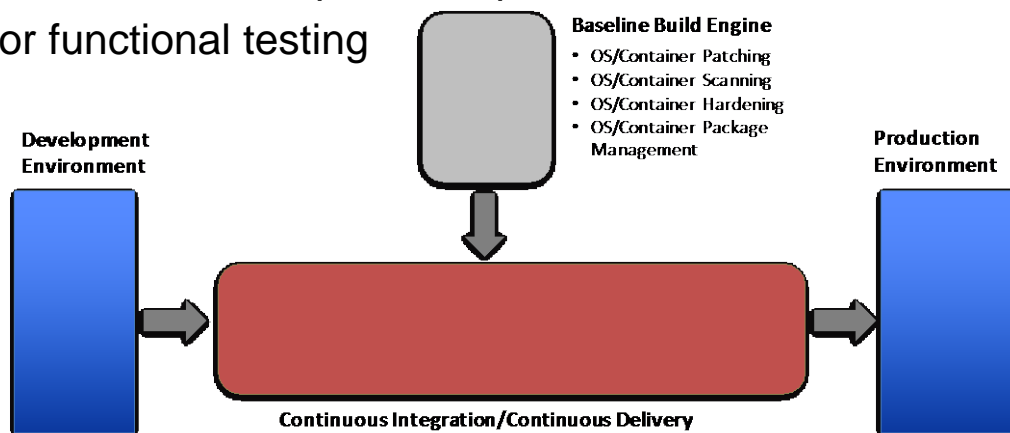 or functional testing
Baseline Build Engine
• OS/Container Patching
• OS/Container Scanning
• OS/Container Hardening
• OS/Container Package
Management
Development
Environment
Production
Environment
Continuous Integration/Continuous Delivery